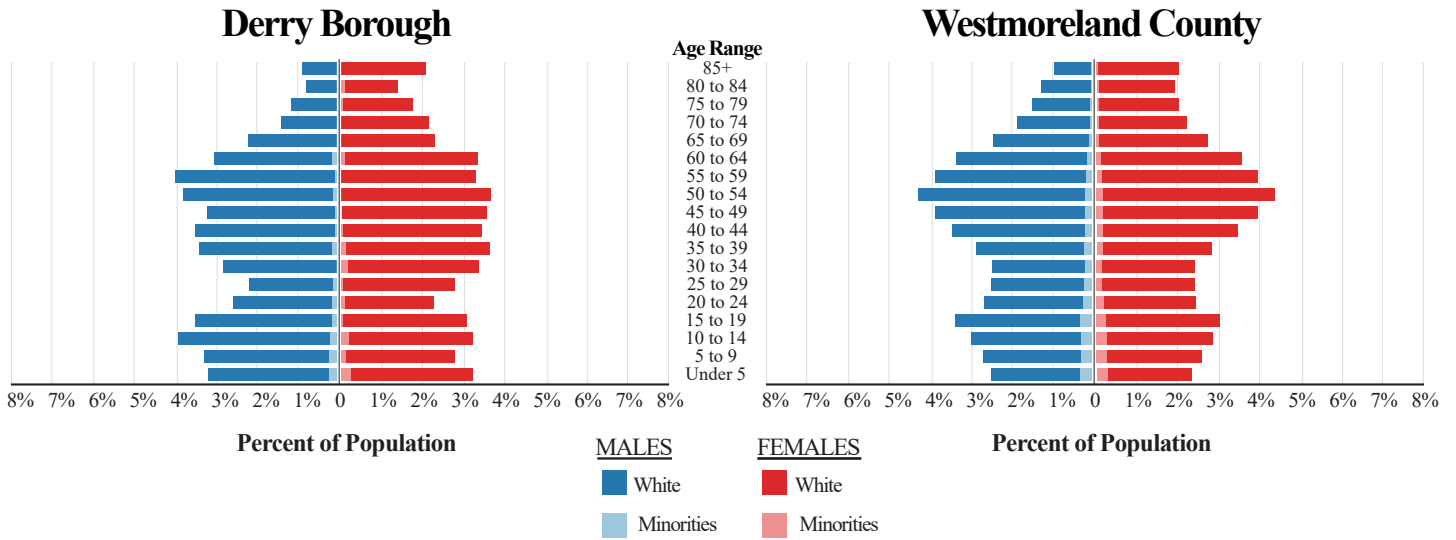 Derry Borough
Westmoreland County
Age Range
85+
80 to 84
75 to 79
70 to 74
65 to 69
60 to 64
55 to 59
50 to 54
45 to 49
40 to 44
35 to 39
30 to 34
25 to 29
20 to 24
15 to 19
10 to 14
5 to 9
Under 5
8% 7% 6% 5% 4% 2% 1% 0 1% 2% 3% 4% 5% 6% 7% 8%
8% 7% 6% 5% 4% 2% 1% 0 1% 2% 3% 4% 5% 6% 7% 8%
Percent of Population
Percent of Population
MALES
FEMALES
White
White
Minorities
Minorities